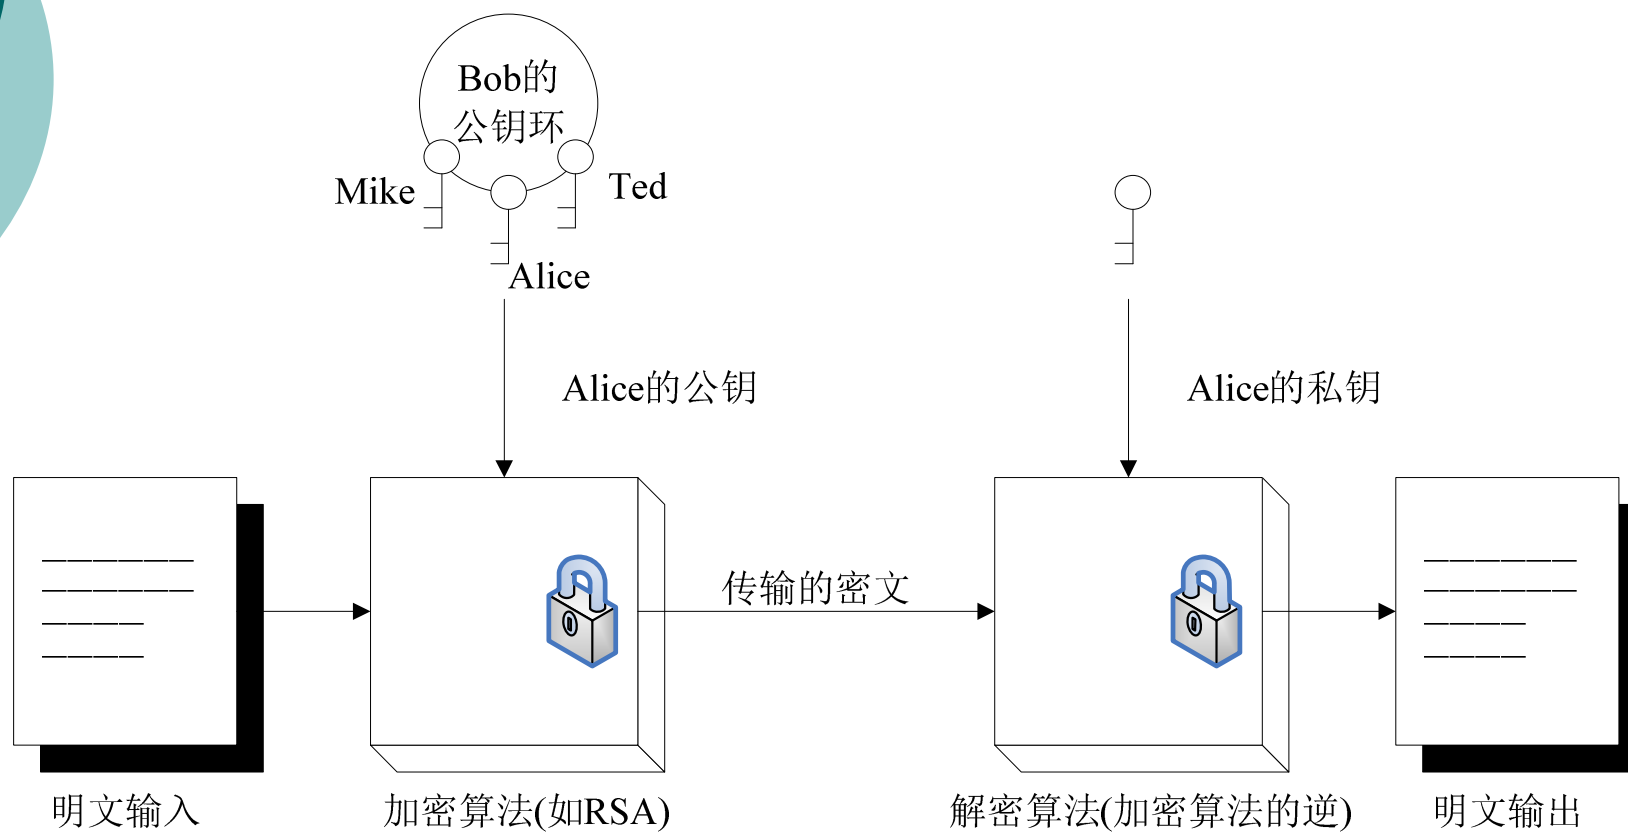 Bob的
公钥环
Mike
Ted
Alice
Alice的公钥
Alice的私钥
传输的密文
明文输入
加密算法(如RSA)
解密算法(加密算法的逆)
明文输出